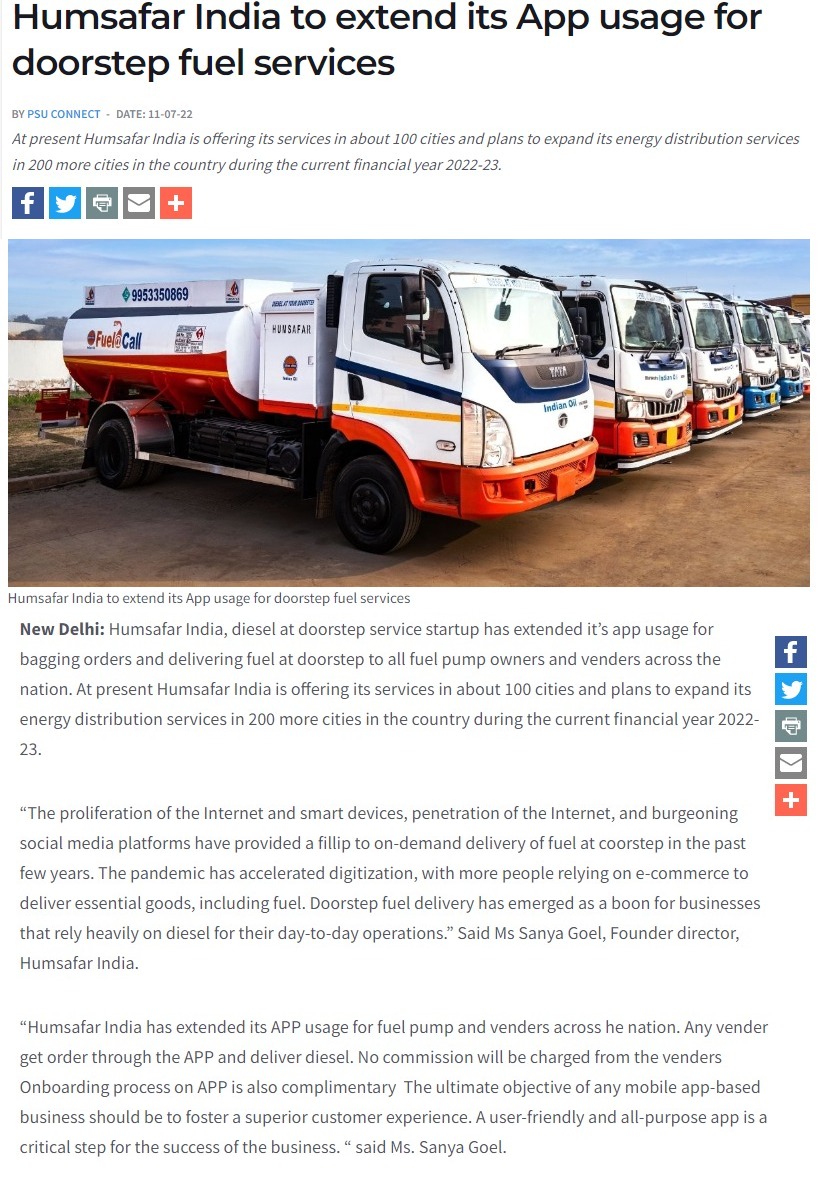 Humsafar India to extend its App usage for
doorstep fuel services
BY PSU CONNECT - DATE: 11-07-22
At present Humsafar India is offering its services in about 100 cities and plans to expand its energy distribution services
in 200 more cities in the country during the current financial year 2022-23.
9953350869
DIESEL AT YOUR DOORSTEP
Fuel@Call
HUMSAFAR
Indian Oil
TATA
Indian Oil
Humsafar India to extend its App usage for doorstep fuel services
New Delhi: Humsafar India, diesel at doorstep service startup has extended it’s app usage for
bagging orders and delivering fuel at doorstep to all fuel pump owners and venders across the
nation. At present Humsafar India is offering its services in about 100 cities and plans to expand its
energy distribution services in 200 more cities in the country during the current financial year 2022-
23.
“The proliferation of the Internet and smart devices, penetration of the Internet, and burgeoning
social media platforms have provided a fillip to on-demand delivery of fuel at coorstep in the past
few years. The pandemic has accelerated digitization, with more people relying on e-commerce to
deliver essential goods, including fuel. Doorstep fuel delivery has emerged as a boon for businesses
that rely heavily on diesel for their day-to-day operations.” Said Ms Sanya Goel, Founder director,
Humsafar India.
“Humsafar India has extended its APP usage for fuel pump and venders across he nation. Any vender
get order through the APP and deliver diesel. No commission will be charged from the venders
Onboarding process on APP is also complimentary  The ultimate objective of any mobile app-based
business should be to foster a superior customer experience. A user-friendly and all-purpose app is a
critical step for the success of the business. “ said Ms. Sanya Goel.